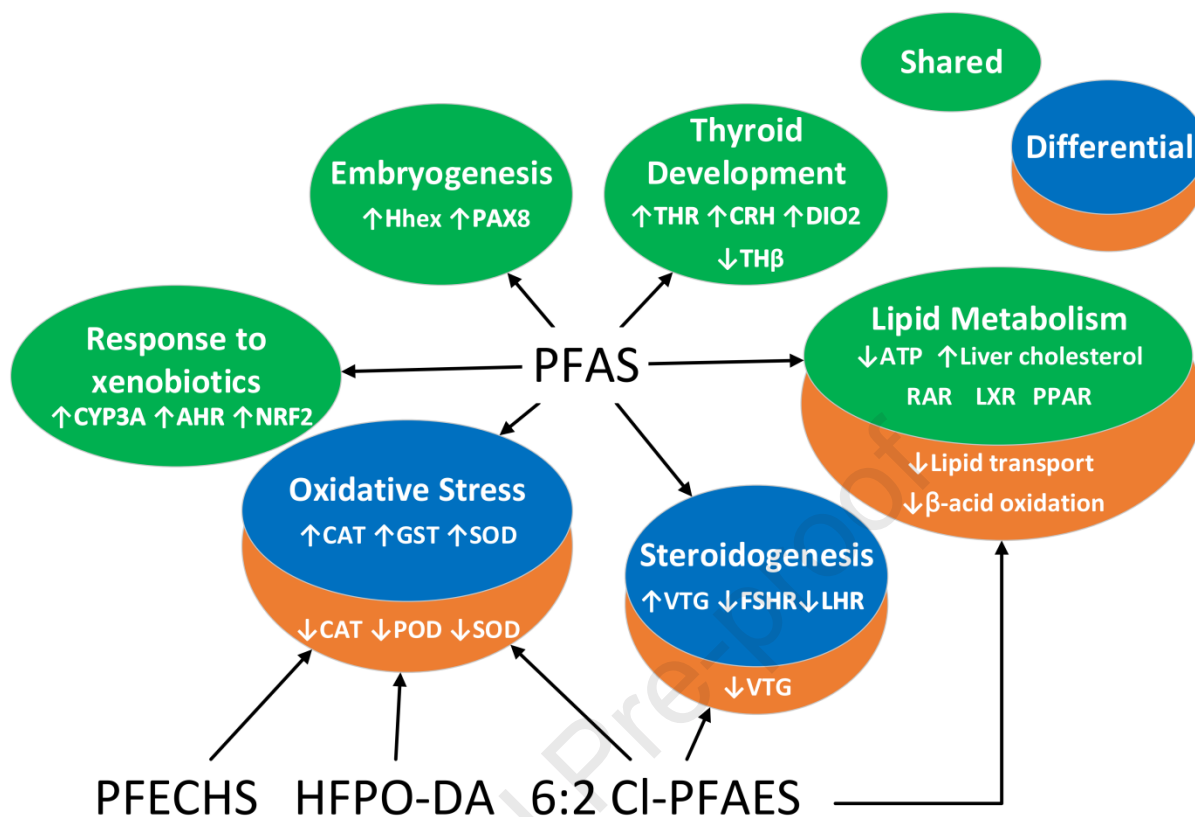 Shared
Differential
Embryogenesis
↑Hhex ↑PAX8
Thyroid
Development
↑THR ↑CRH ↑DIO2
↓THβ
Response to
xenobiotics
↑CYP3A ↑AHR ↑NRF2
PFAS
Lipid Metabolism
↓ATP ↑Liver cholesterol
RAR LXR PPAR
↓Lipid transport
↓β-acid oxidation
Oxidative Stress
↑CAT ↑GST ↑SOD
↓CAT ↓POD ↓SOD
Steroidogenesis
↑VTG ↓FSHR↓LHR
↓VTG
PFECHS HFPO-DA 6:2 Cl-PFAES
Pre-proof